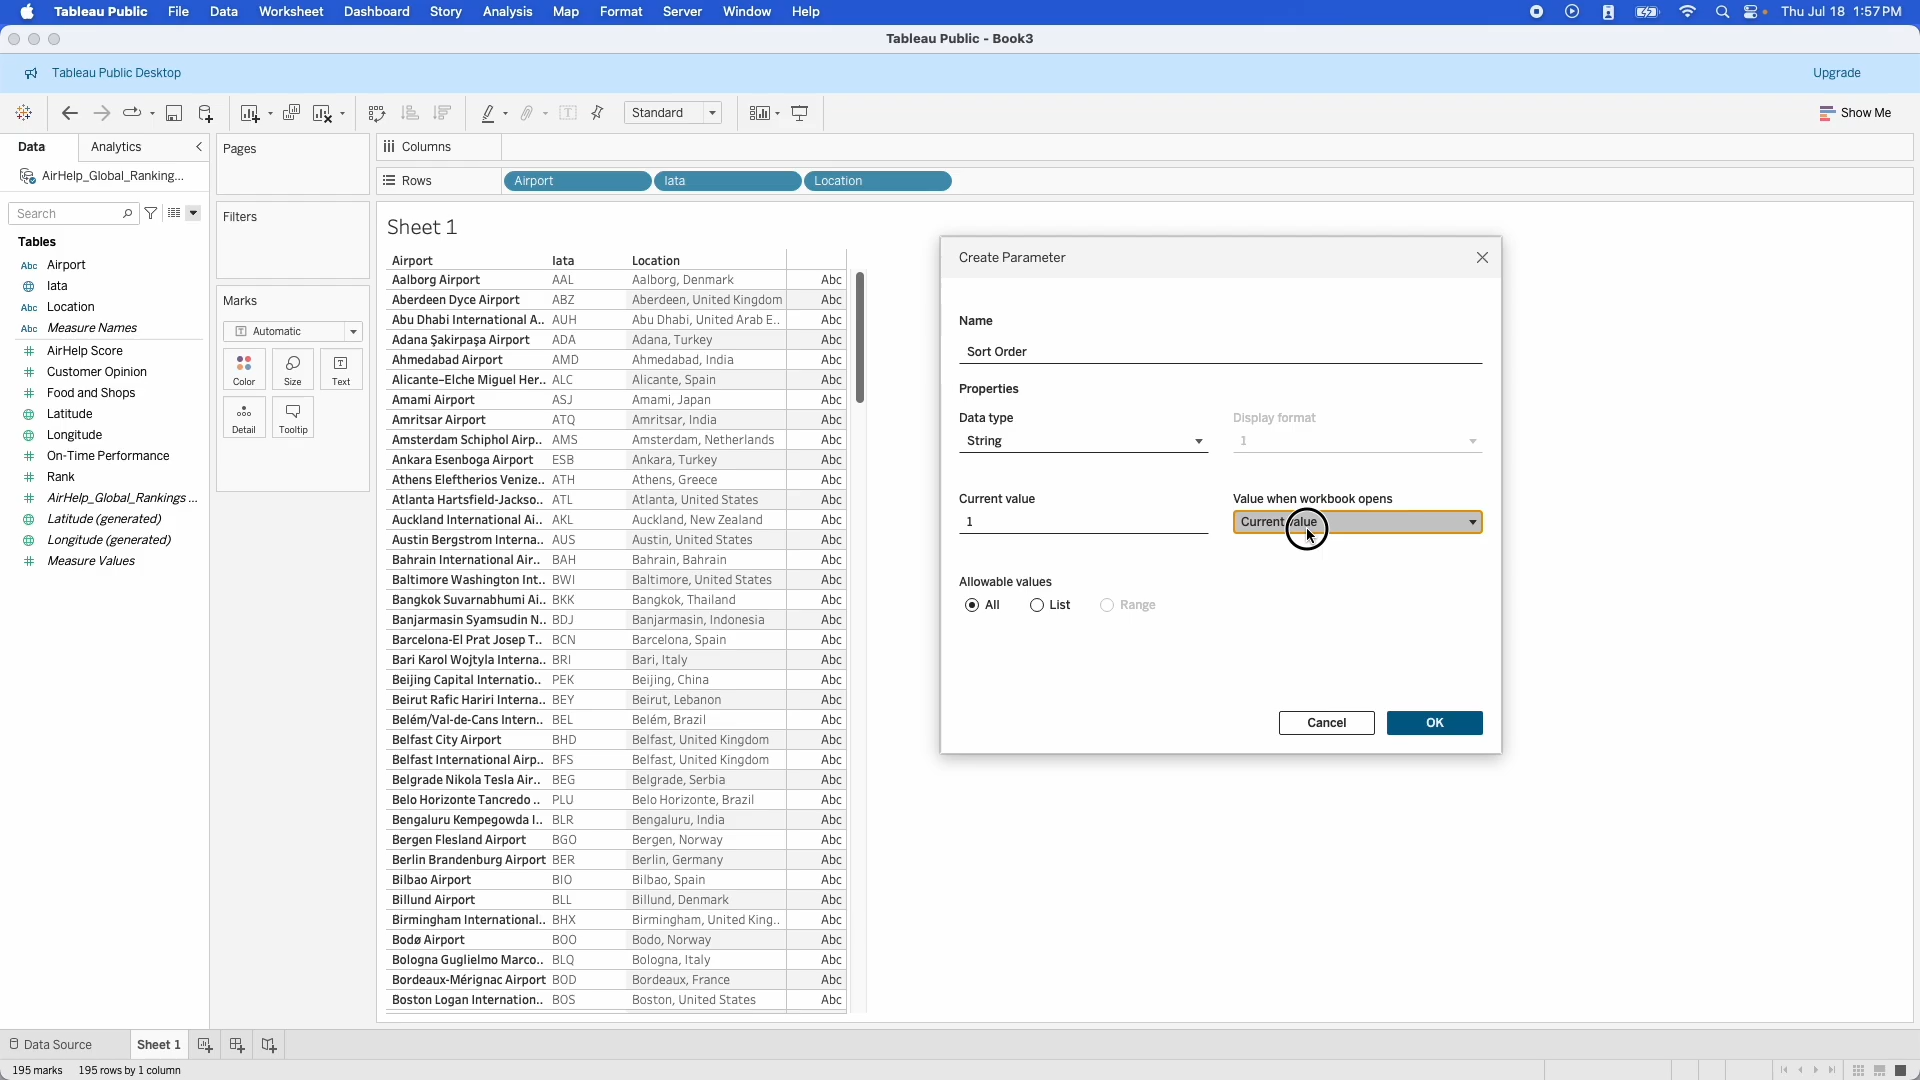 Tableau Public File Data Worksheet Dashboard Story Analysis Map Format Server Window Help Thu Jul 18 1:57 PM
Tableau Public - Book3
Tableau Public Desktop Upgrade
Standard Show Me
Data Analytics Pages Columns
AirHelp_Global_Ranking... Rows Airport Iata Location
Search Filters
Sheet 1
Tables
Abc Airport
Iata
Abc Location
Abc Measure Names
AirHelp Score
Customer Opinion
Food and Shops
Latitude
Longitude
On-Time Performance
Rank
AirHelp_Global_Rankings ...
Latitude (generated)
Longitude (generated)
Measure Values
Marks
Automatic
Color Size Text
Detail Tooltip
Airport Iata Location
Aalborg Airport AAL Aalborg, Denmark Abc
Aberdeen Dyce Airport ABZ Aberdeen, United Kingdom Abc
Abu Dhabi International A.. AUH Abu Dhabi, United Arab E.. Abc
Adana Şakirpaşa Airport ADA Adana, Turkey Abc
Ahmedabad Airport AMD Ahmedabad, India Abc
Alicante–Elche Miguel Her.. ALC Alicante, Spain Abc
Amami Airport ASJ Amami, Japan Abc
Amritsar Airport ATQ Amritsar, India Abc
Amsterdam Schiphol Airp.. AMS Amsterdam, Netherlands Abc
Ankara Esenboga Airport ESB Ankara, Turkey Abc
Athens Eleftherios Venize.. ATH Athens, Greece Abc
Atlanta Hartsfield-Jackso.. ATL Atlanta, United States Abc
Auckland International Ai.. AKL Auckland, New Zealand Abc
Austin Bergstrom Interna.. AUS Austin, United States Abc
Bahrain International Air.. BAH Bahrain, Bahrain Abc
Baltimore Washington Int.. BWI Baltimore, United States Abc
Bangkok Suvarnabhumi Ai.. BKK Bangkok, Thailand Abc
Banjarmasin Syamsudin N.. BDJ Banjarmasin, Indonesia Abc
Barcelona-El Prat Josep T.. BCN Barcelona, Spain Abc
Bari Karol Wojtyla Interna.. BRI Bari, Italy Abc
Beijing Capital Internatio.. PEK Beijing, China Abc
Beirut Rafic Hariri Interna.. BEY Beirut, Lebanon Abc
Belém/Val-de-Cans Intern.. BEL Belém, Brazil Abc
Belfast City Airport BHD Belfast, United Kingdom Abc
Belfast International Airp.. BFS Belfast, United Kingdom Abc
Belgrade Nikola Tesla Air.. BEG Belgrade, Serbia Abc
Belo Horizonte Tancredo .. PLU Belo Horizonte, Brazil Abc
Bengaluru Kempegowda I.. BLR Bengaluru, India Abc
Bergen Flesland Airport BGO Bergen, Norway Abc
Berlin Brandenburg Airport BER Berlin, Germany Abc
Bilbao Airport BIO Bilbao, Spain Abc
Billund Airport BLL Billund, Denmark Abc
Birmingham International.. BHX Birmingham, United King.. Abc
Bodø Airport BOO Bodo, Norway Abc
Bologna Guglielmo Marco.. BLQ Bologna, Italy Abc
Bordeaux-Mérignac Airport BOD Bordeaux, France Abc
Boston Logan Internation.. BOS Boston, United States Abc
Create Parameter
Name
Sort Order
Properties
Data type Display format
String 1
Current value Value when workbook opens
1 Current value
Allowable values
All List Range
Cancel OK
Data Source Sheet 1
195 marks 195 rows by 1 column